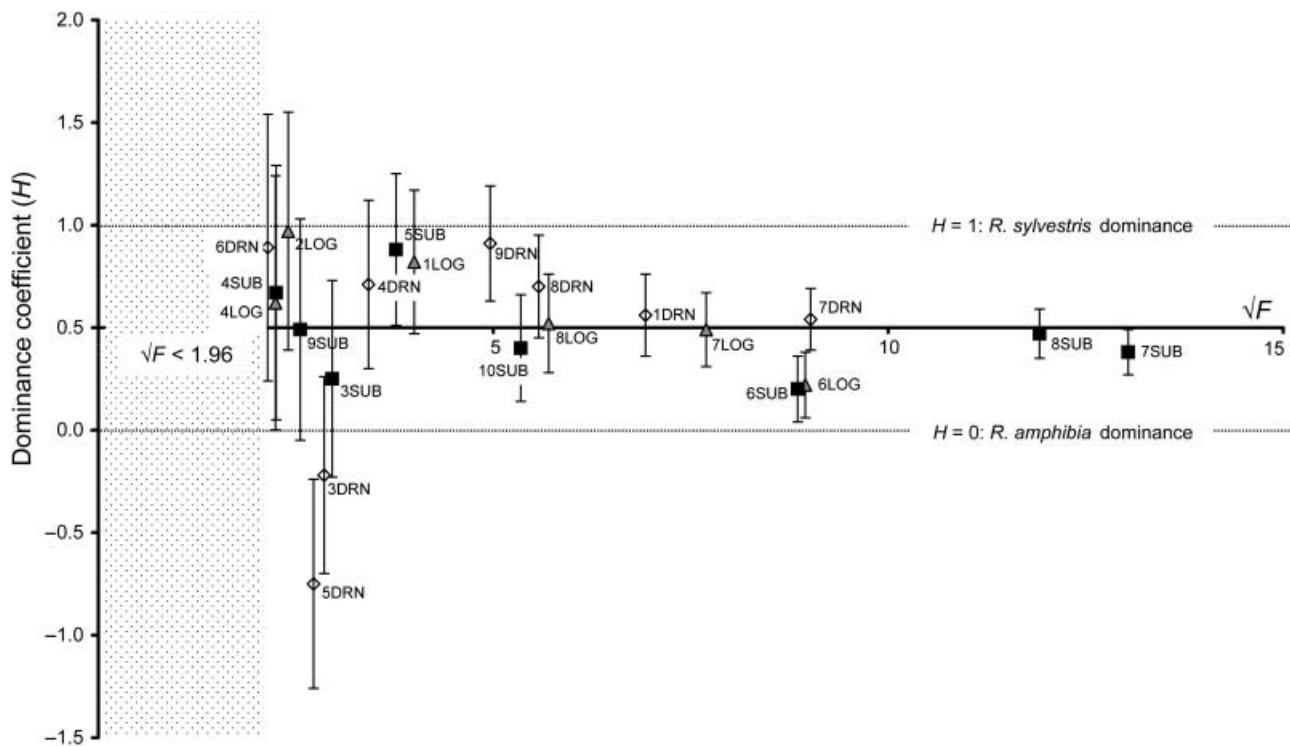 2.0
1.5
1.0
0.5
0.0
−0.5
−1.0
−1.5
Dominance coefficient (H)
√F < 1.96
H = 1: R. sylvestris dominance
H = 0: R. amphibia dominance
√F
5
10
15
6DRN
2LOG
4SUB
4LOG
9SUB
3SUB
3DRN
5DRN
4DRN
5SUB
1LOG
9DRN
8DRN
8LOG
10SUB
1DRN
7LOG
7DRN
6SUB
6LOG
8SUB
7SUB